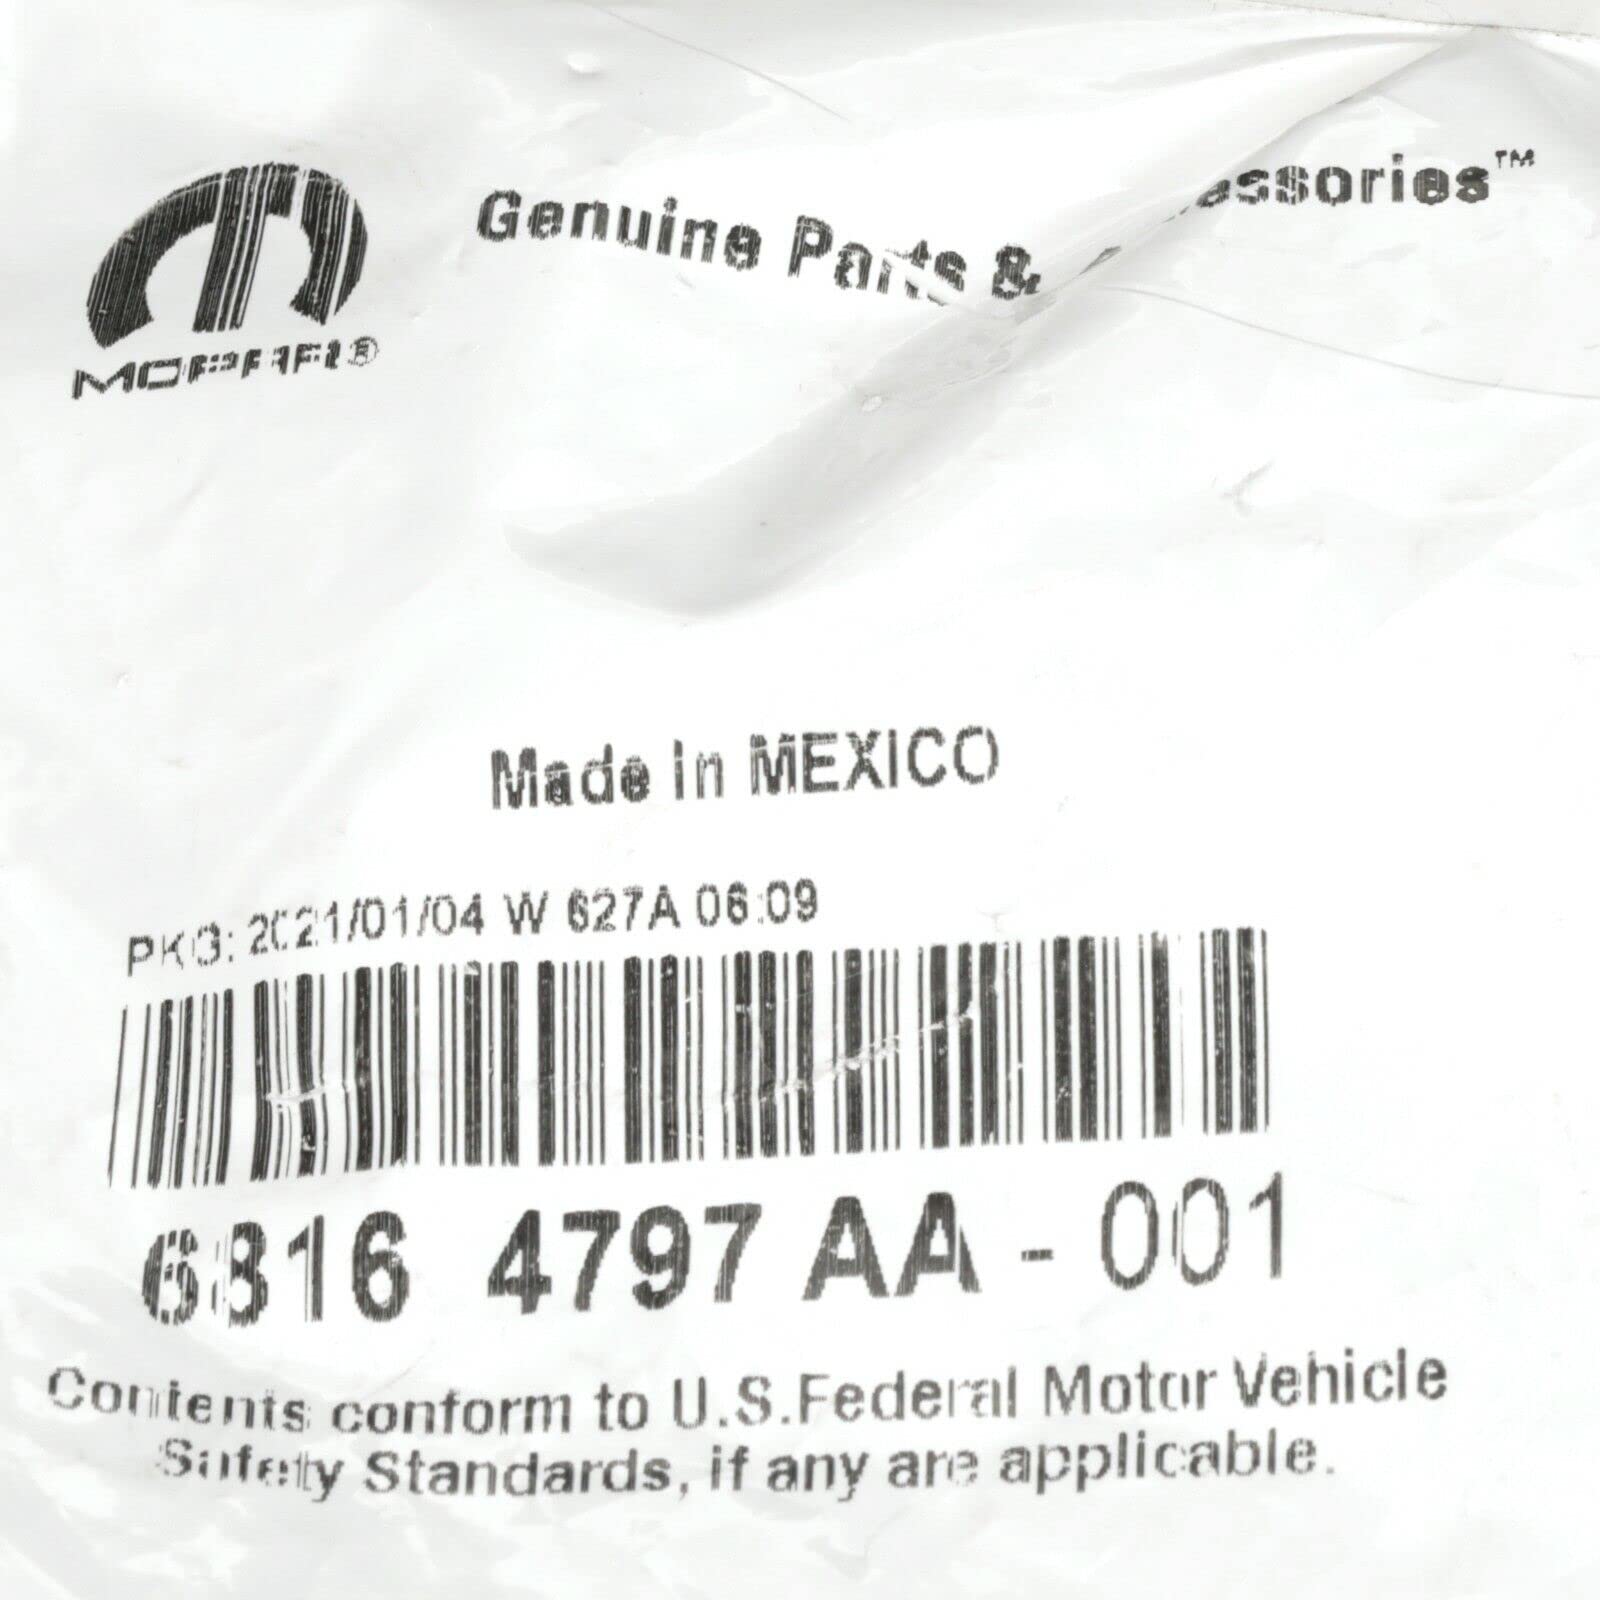 MOPAR®
Genuine Parts &
Made In MEXICO
PKG: 2021/01/04 W 627A 06:09
6816 4797 AA - 001
Contents conform to U.S.Federal Motor Vehicle
Safety Standards, if any are applicable.